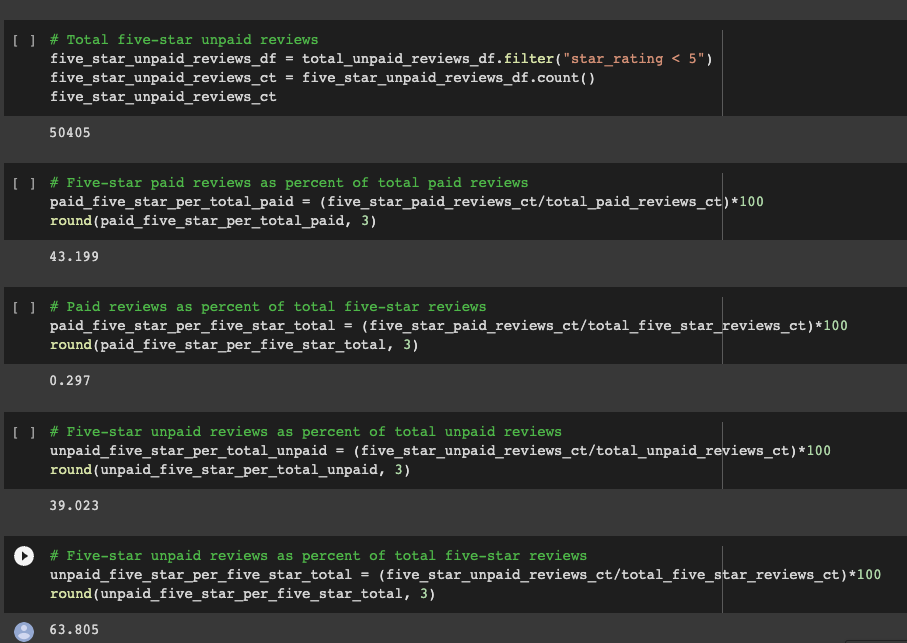 [ ] # Total five-star unpaid reviews
five_star_unpaid_reviews_df = total_unpaid_reviews_df.filter("star_rating < 5")
five_star_unpaid_reviews_ct = five_star_unpaid_reviews_df.count()
five_star_unpaid_reviews_ct
50405
[ ] # Five-star paid reviews as percent of total paid reviews
paid_five_star_per_total_paid = (five_star_paid_reviews_ct/total_paid_reviews_ct)*100
round(paid_five_star_per_total_paid, 3)
43.199
[ ] # Paid reviews as percent of total five-star reviews
paid_five_star_per_five_star_total = (five_star_paid_reviews_ct/total_five_star_reviews_ct)*100
round(paid_five_star_per_five_star_total, 3)
0.297
[ ] # Five-star unpaid reviews as percent of total unpaid reviews
unpaid_five_star_per_total_unpaid = (five_star_unpaid_reviews_ct/total_unpaid_reviews_ct)*100
round(unpaid_five_star_per_total_unpaid, 3)
39.023
# Five-star unpaid reviews as percent of total five-star reviews
unpaid_five_star_per_five_star_total = (five_star_unpaid_reviews_ct/total_five_star_reviews_ct)*100
round(unpaid_five_star_per_five_star_total, 3)
63.805